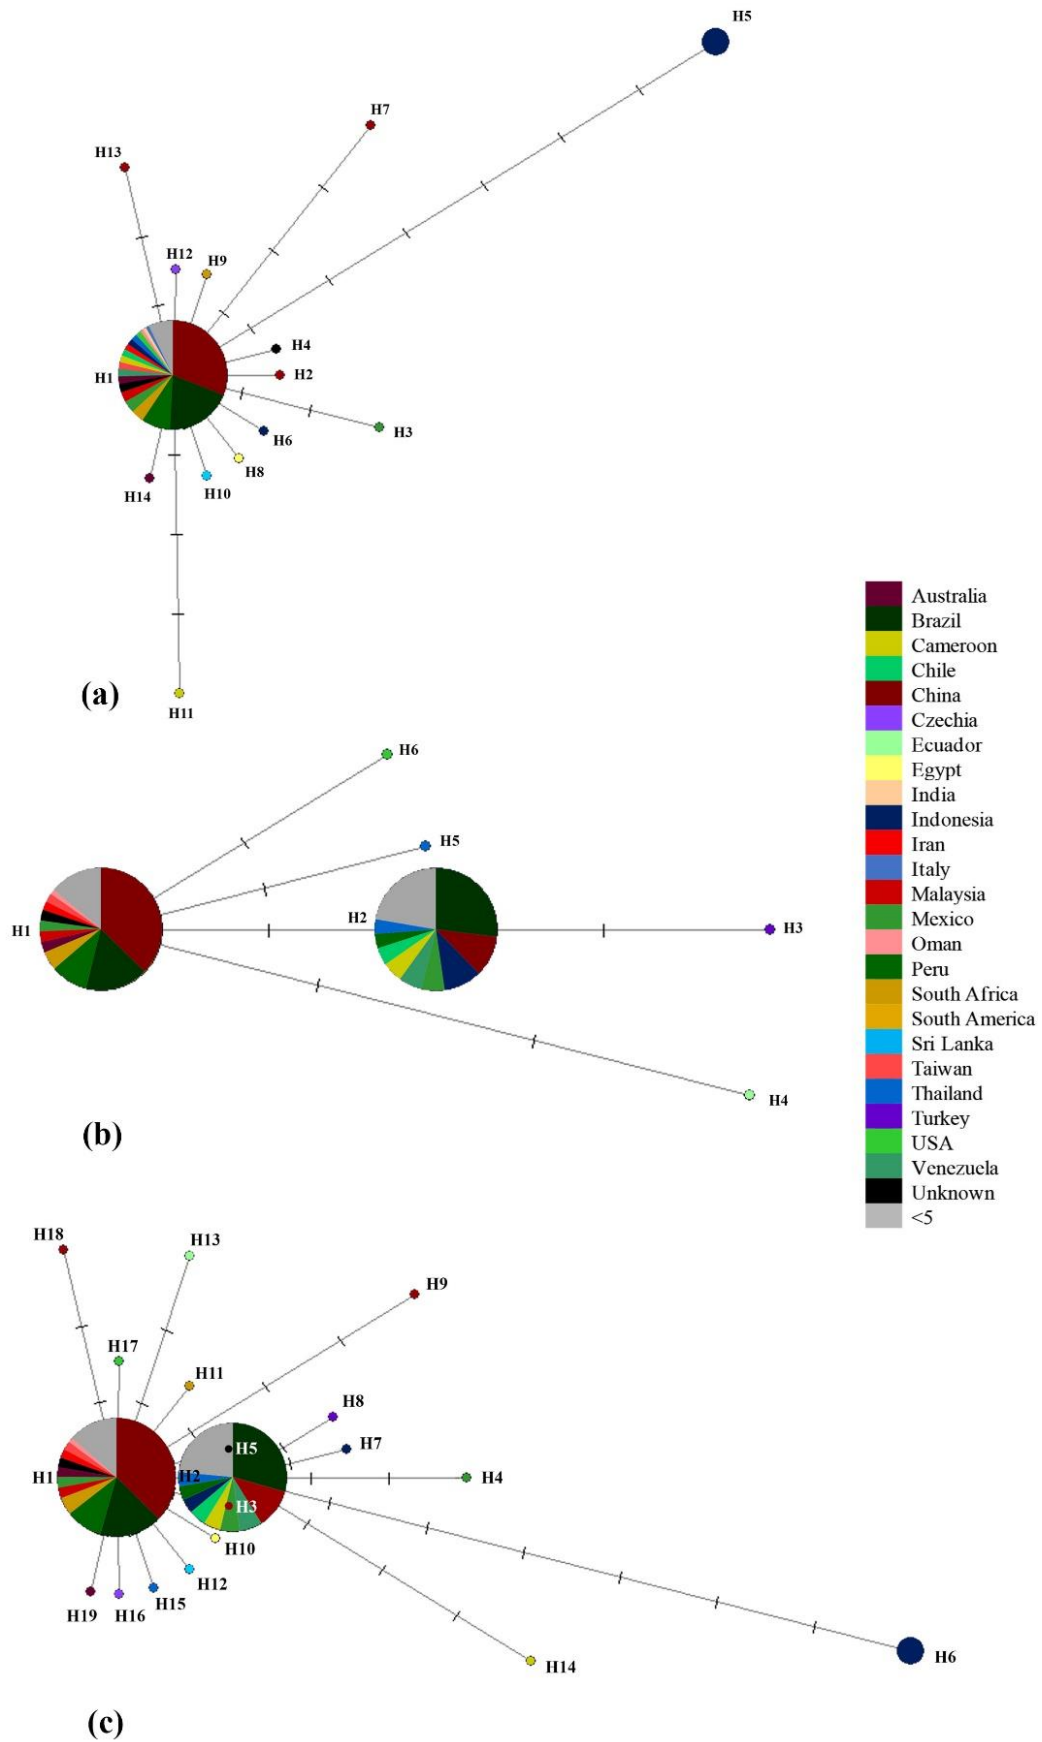 H5
H7
H13
H12
H9
H4
H1
H2
H3
H6
H8
H14
H10
(a)
H11
Australia
Brazil
Cameroon
Chile
China
Czechia
Ecuador
Egypt
India
Indonesia
Iran
Italy
Malaysia
Mexico
Oman
Peru
South Africa
South America
Sri Lanka
Taiwan
Thailand
Turkey
USA
Venezuela
Unknown
<5
H6
H5
H2
H1
H3
H4
(b)
H18
H13
H9
H17
H11
H8
H7
H5
H1
H2
H4
H3
H10
H12
H15
H19
H16
H6
H14
(c)